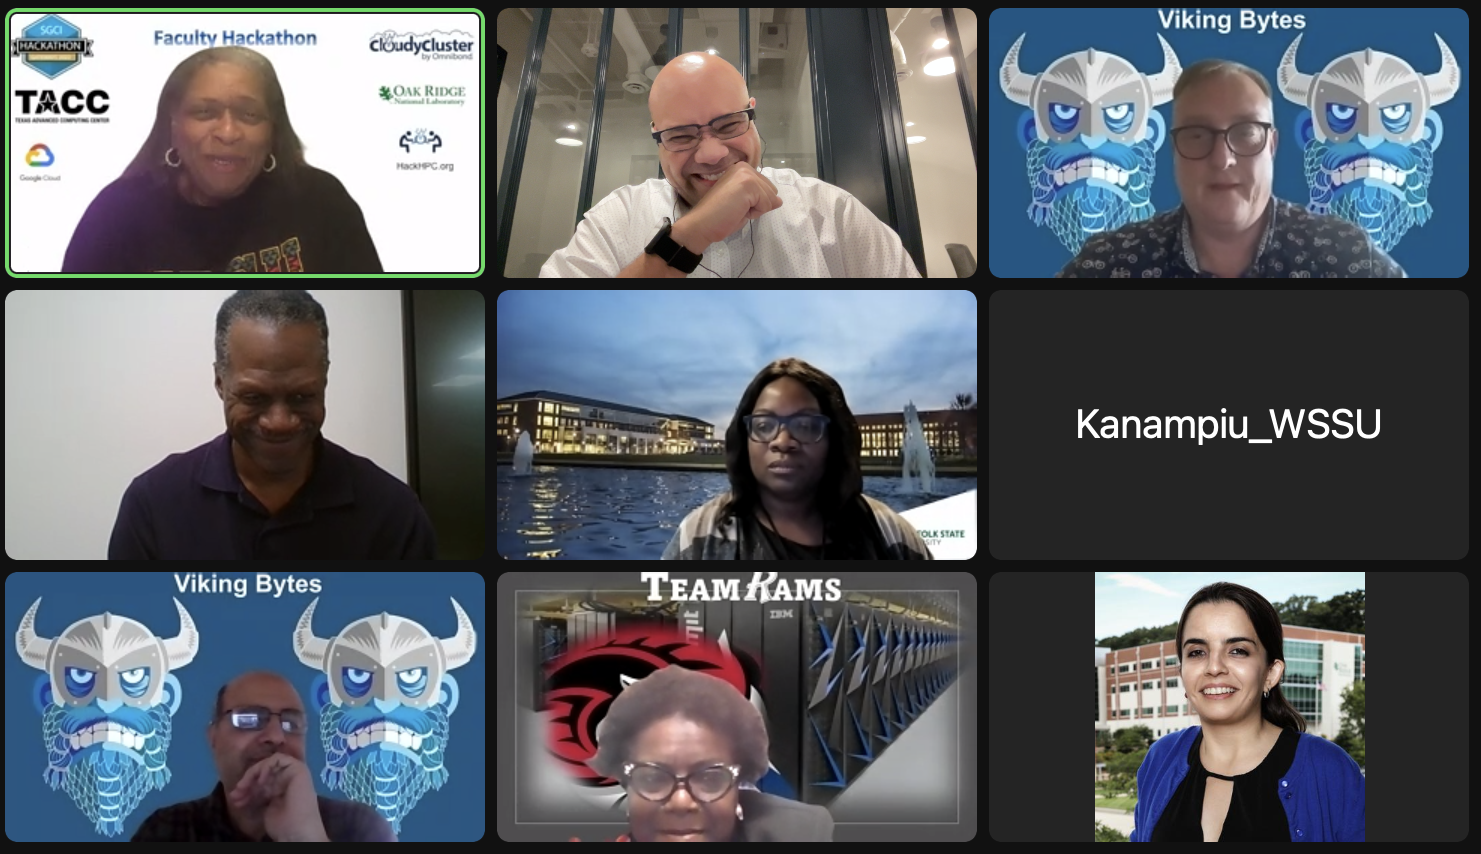 SGCI
HACKATHON
Faculty Hackathon
cloudycluster
by Omnibond
TACC
TEXAS ADVANCED COMPUTING CENTER
OAK RIDGE
National Laboratory
Google Cloud
HackHPC.org
Viking Bytes
OLK STATE
SITY
Kanampiu_WSSU
Viking Bytes
TEAM RAMS
IBM